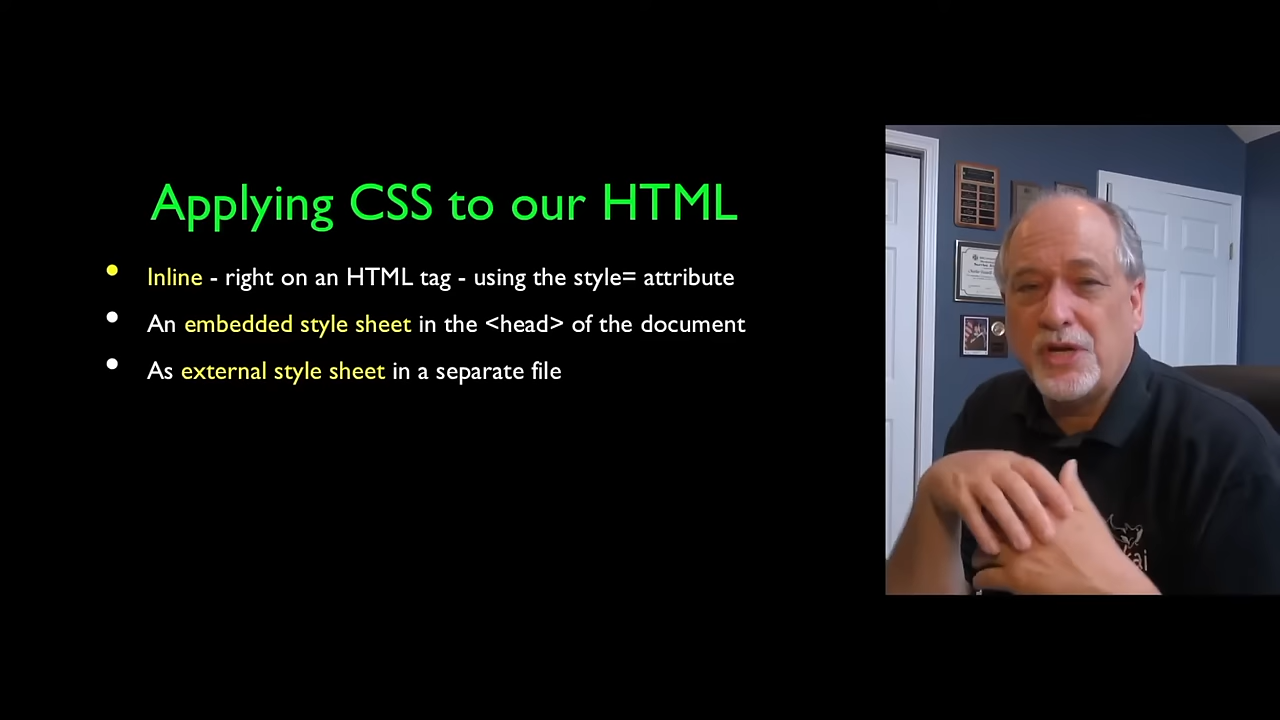 Applying CSS to our HTML
Inline - right on an HTML tag - using the style= attribute
An embedded style sheet in the <head> of the document
As external style sheet in a separate file